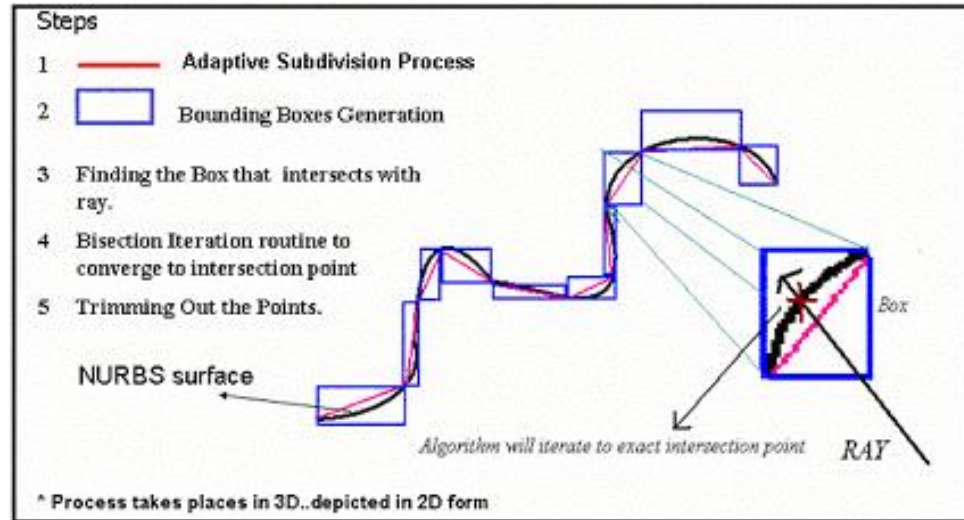 Steps
1 Adaptive Subdivision Process
2 Bounding Boxes Generation
3 Finding the Box that intersects with
ray.
4 Bisection Iteration routine to
converge to intersection point
5 Trimming Out the Points.
Box
NURBS surface
Algorithm will iterate to exact intersection point
RAY
^ Process takes places in 3D..depicted in 2D form